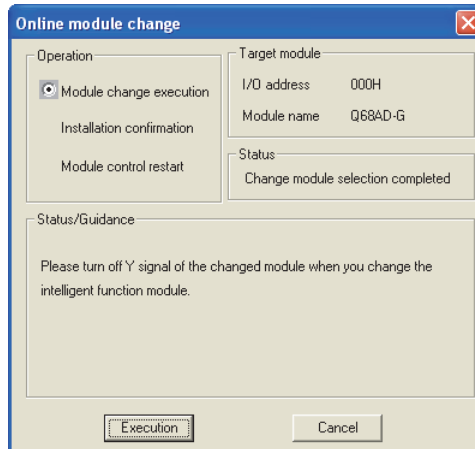 Online module change
Operation
Module change execution
Installation confirmation
Module control restart
Target module
I/O address 000H
Module name Q68AD-G
Status
Change module selection completed
Status/Guidance
Please turn off Y signal of the changed module when you change the
intelligent function module.
Execution
Cancel